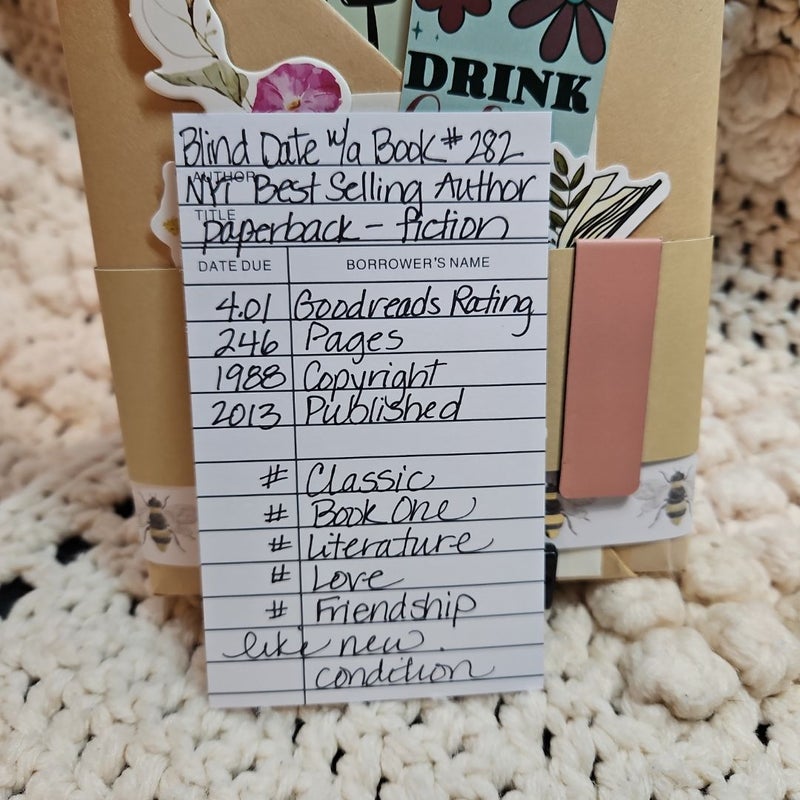 DRINK
Blind Date w/a Book #282
AUTHOR
NYT Best Selling Author
TITLE
paperback - fiction
DATE DUE BORROWER'S NAME
4.01 Goodreads Rating
246 Pages
1988 Copyright
2013 Published
# Classic
# Book One
# Literature
# Love
# Friendship
like new
condition